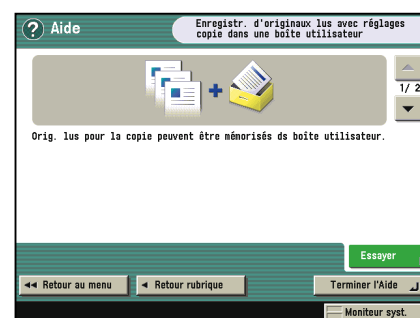 ? Aide
Enregistr. d'originaux lus avec réglages
copie dans une boîte utilisateur
1/ 2
Orig. lus pour la copie peuvent être mémorisés ds boîte utilisateur.
Essayer
Retour au menu
Retour rubrique
Terminer l'Aide
Moniteur syst.